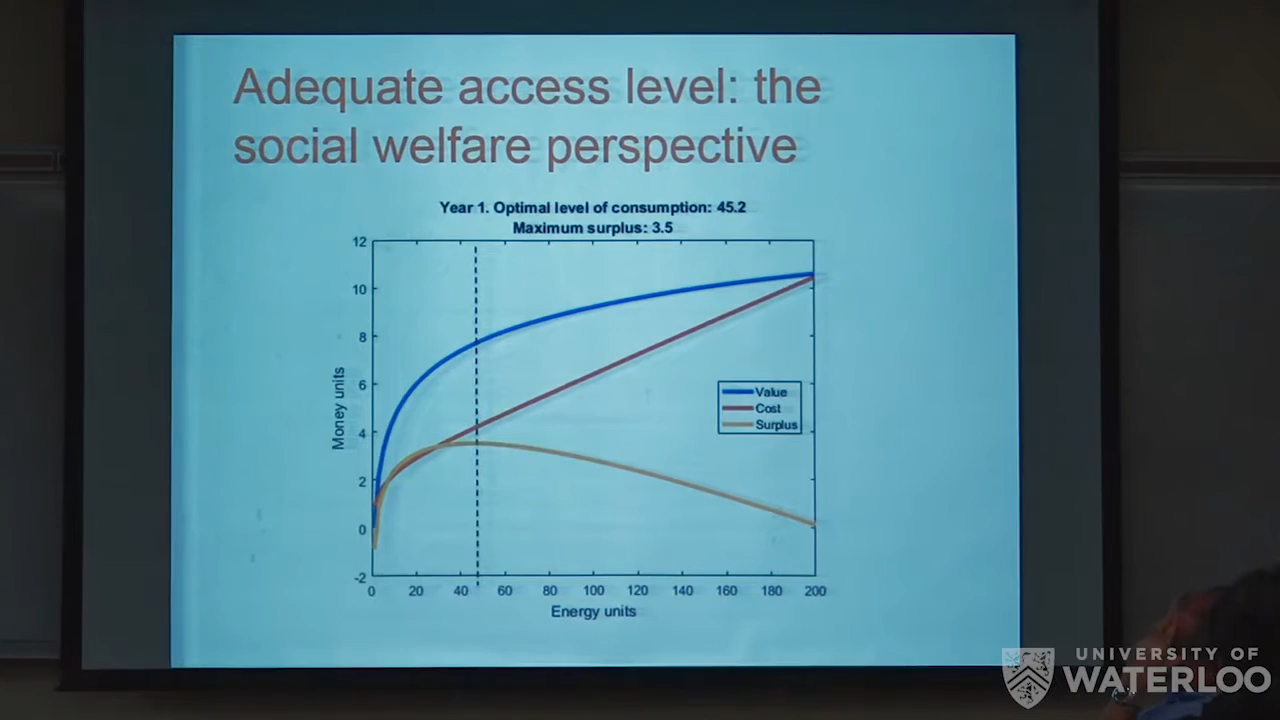 Adequate access level: the
social welfare perspective
Year 1. Optimal level of consumption: 45.2
Maximum surplus: 3.5
12
10
8
6
4
2
0
-2
Money units
Value
Cost
Surplus
0 20 40 60 80 100 120 140 160 180 200
Energy units
UNIVERSITY OF
WATERLOO